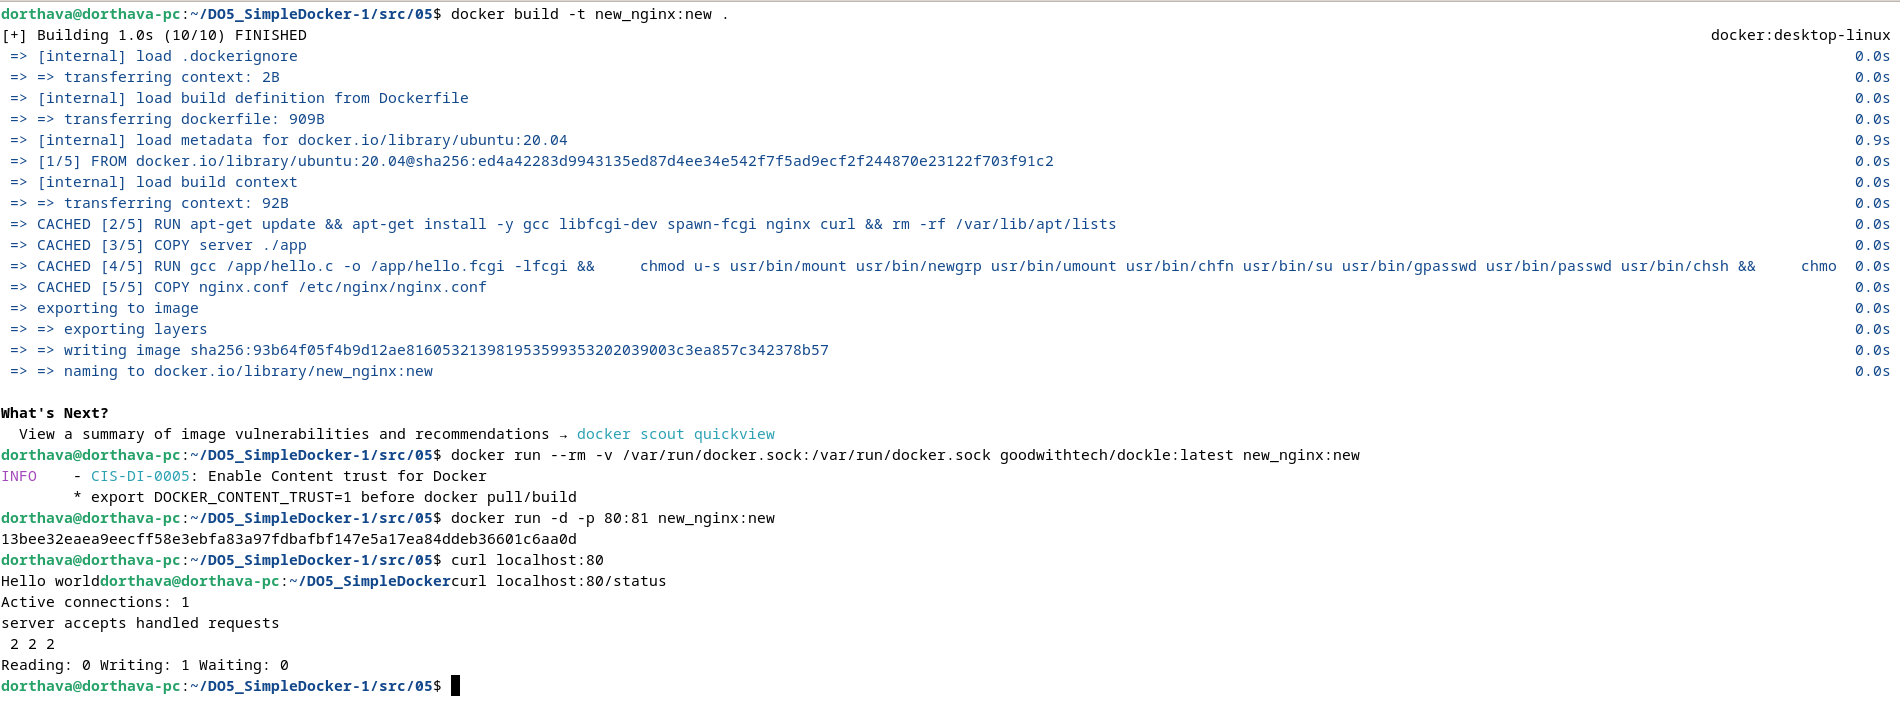 dorthava@dorthava-pc:~/DO5_SimpleDocker-1/src/05$ docker build -t new_nginx:new .
[+] Building 1.0s (10/10) FINISHED docker:desktop-linux
=> [internal] load .dockerignore 0.0s
=> => transferring context: 2B 0.0s
=> [internal] load build definition from Dockerfile 0.0s
=> => transferring dockerfile: 909B 0.0s
=> [internal] load metadata for docker.io/library/ubuntu:20.04 0.9s
=> [1/5] FROM docker.io/library/ubuntu:20.04@sha256:ed4a42283d9943135ed87d4ee34e542f7f5ad9ecf2f244870e23122f703f91c2 0.0s
=> [internal] load build context 0.0s
=> => transferring context: 92B 0.0s
=> CACHED [2/5] RUN apt-get update && apt-get install -y gcc libfcgi-dev spawn-fcgi nginx curl && rm -rf /var/lib/apt/lists 0.0s
=> CACHED [3/5] COPY server ./app 0.0s
=> CACHED [4/5] RUN gcc /app/hello.c -o /app/hello.fcgi -lfcgi && chmod u-s usr/bin/mount usr/bin/newgrp usr/bin/umount usr/bin/chfn usr/bin/su usr/bin/gpasswd usr/bin/passwd usr/bin/chsh && chmo 0.0s
=> CACHED [5/5] COPY nginx.conf /etc/nginx/nginx.conf 0.0s
=> exporting to image 0.0s
=> => exporting layers 0.0s
=> => writing image sha256:93b64f05f4b9d12ae816053213981953599353202039003c3ea857c342378b57 0.0s
=> => naming to docker.io/library/new_nginx:new 0.0s
What's Next?
View a summary of image vulnerabilities and recommendations → docker scout quickview
dorthava@dorthava-pc:~/DO5_SimpleDocker-1/src/05$ docker run --rm -v /var/run/docker.sock:/var/run/docker.sock goodwithtech/dockle:latest new_nginx:new
INFO - CIS-DI-0005: Enable Content trust for Docker
* export DOCKER_CONTENT_TRUST=1 before docker pull/build
dorthava@dorthava-pc:~/DO5_SimpleDocker-1/src/05$ docker run -d -p 80:81 new_nginx:new
13bee32eaea9eecff58e3ebfa83a97fdbafbf147e5a17ea84ddeb36601c6aa0d
dorthava@dorthava-pc:~/DO5_SimpleDocker-1/src/05$ curl localhost:80
Hello worlddorthava@dorthava-pc:~/DO5_SimpleDockercurl localhost:80/status
Active connections: 1
server accepts handled requests
2 2 2
Reading: 0 Writing: 1 Waiting: 0
dorthava@dorthava-pc:~/DO5_SimpleDocker-1/src/05$